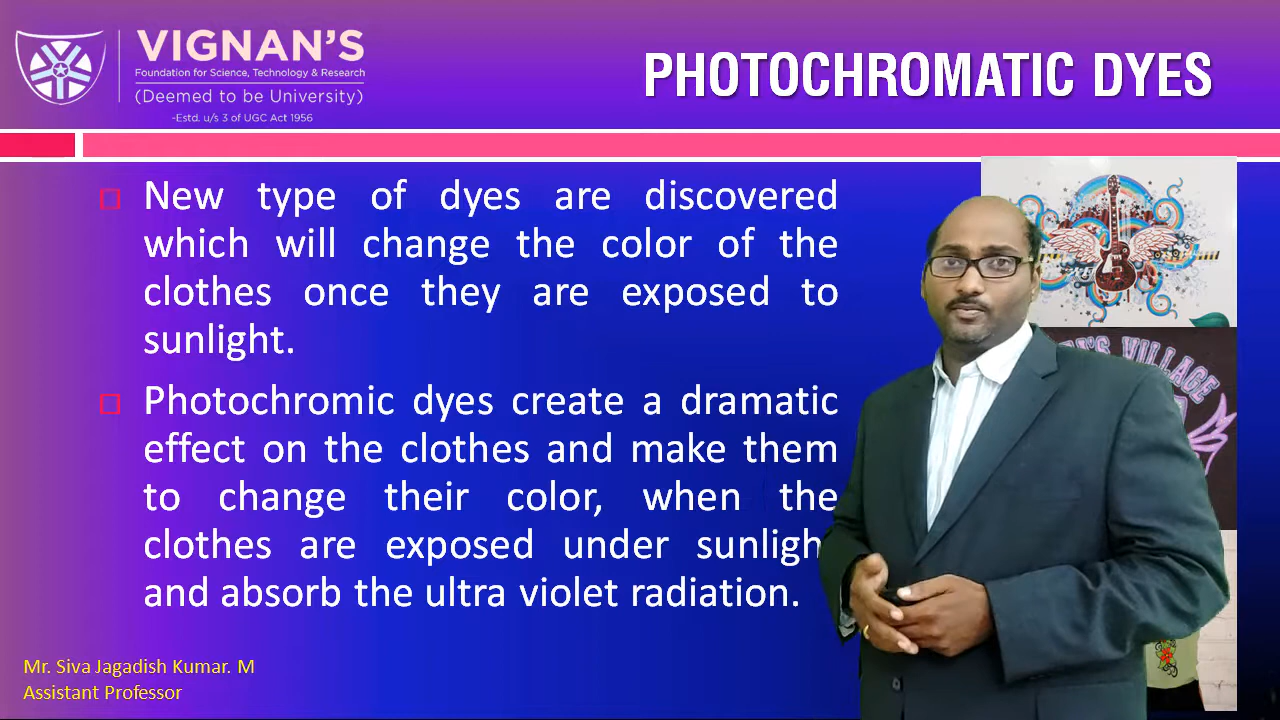 VIGNAN'S
Foundation for Science, Technology & Research
(Deemed to be University)
-Estd. u/s 3 of UGC Act 1956
PHOTOCHROMATIC DYES
New type of dyes are discovered
which will change the color of the
clothes once they are exposed to
sunlight.
Photochromic dyes create a dramatic
effect on the clothes and make them
to change their color, when the
clothes are exposed under sunligh
and absorb the ultra violet radiation.
VILLAGE
Mr. Siva Jagadish Kumar. M
Assistant Professor